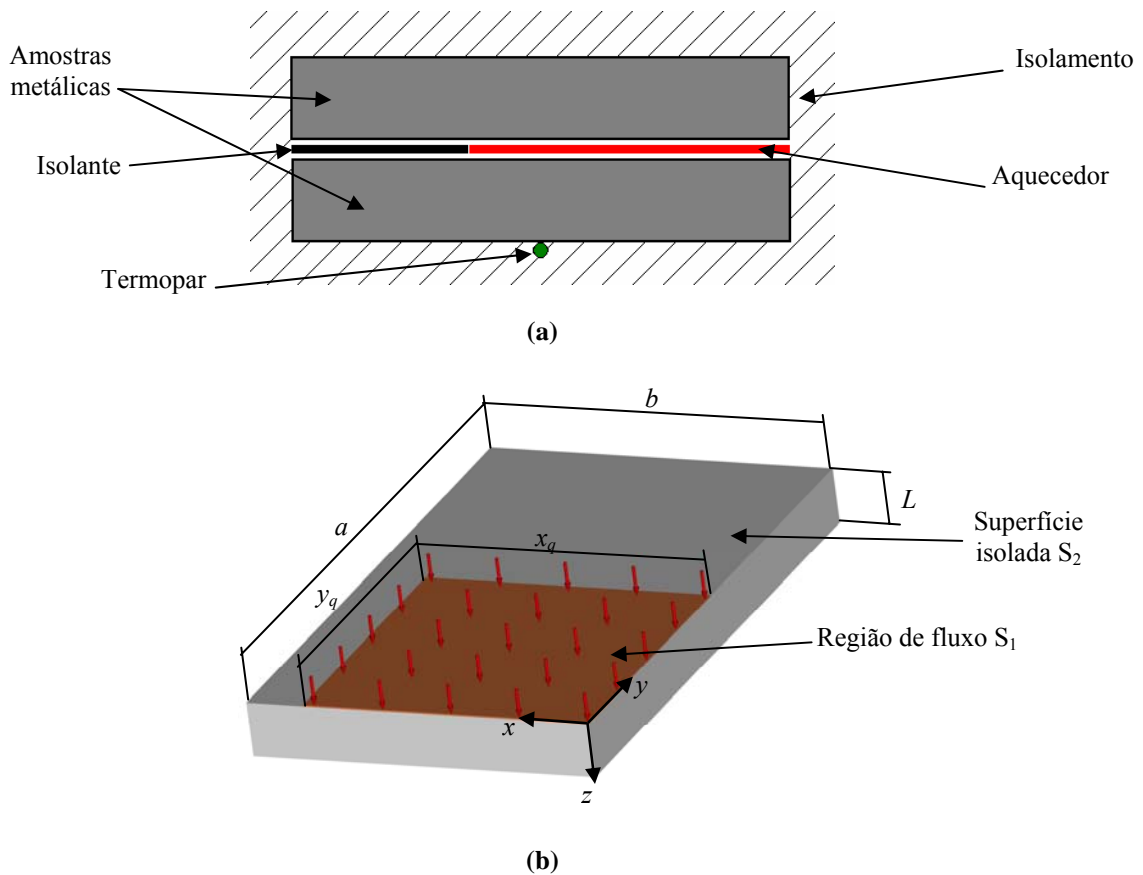 Amostras
metálicas
Isolamento
Isolante
Aquecedor
Termopar
(a)
b
a
L
x_q
Superfície
isolada S₂
y_q
Região de fluxo S₁
y
x
z
(b)